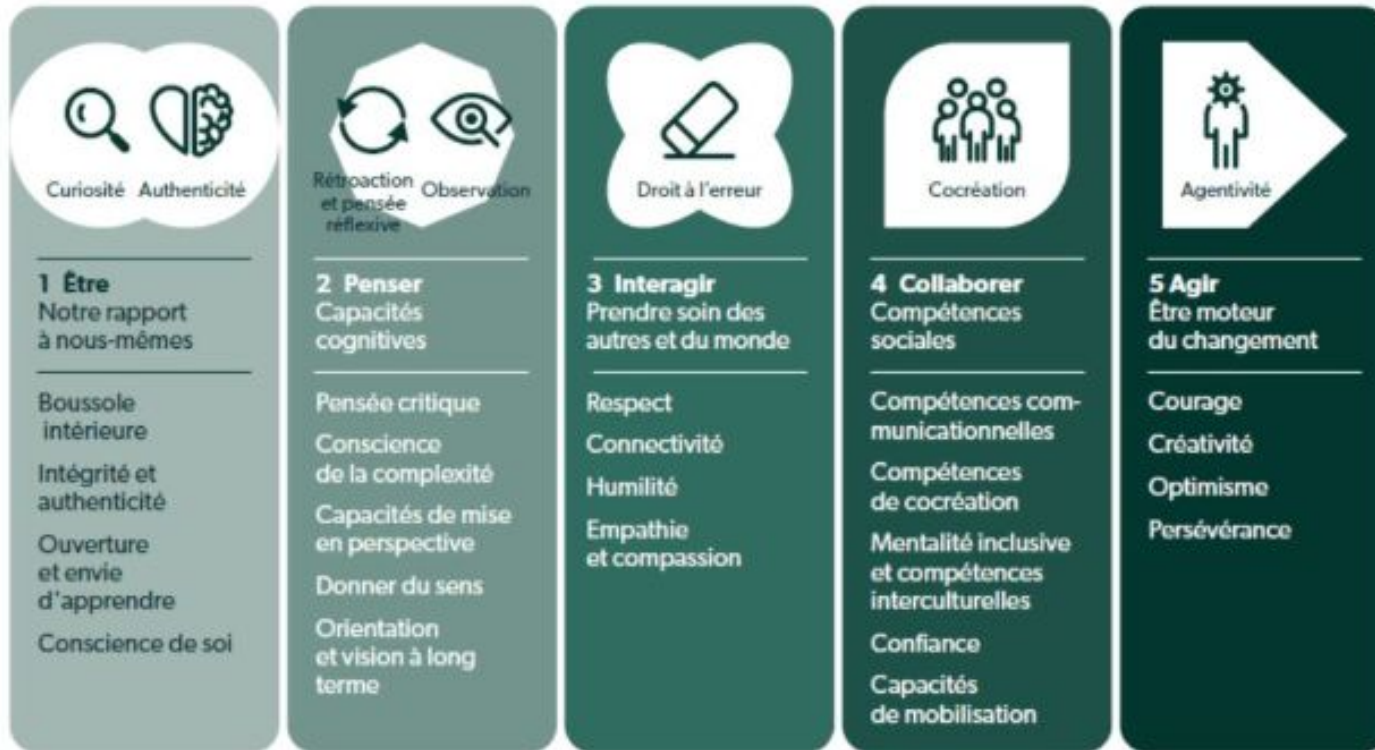 Curiosité
Authenticité
1 Être
Notre rapport
à nous-mêmes
Boussole
intérieure
Intégrité et
authenticité
Ouverture
et envie
d'apprendre
Conscience de soi
Rétroaction
et pensée
réflexive
Observation
2 Penser
Capacités
cognitives
Pensée critique
Conscience
de la complexité
Capacités de mise
en perspective
Donner du sens
Orientation
et vision à long
terme
Droit à l'erreur
3 Interagir
Prendre soin des
autres et du monde
Respect
Connectivité
Humilité
Empathie
et compassion
Cocréation
4 Collaborer
Compétences
sociales
Compétences com-
municationnelles
Compétences
de cocréation
Mentalité inclusive
et compétences
interculturelles
Confiance
Capacités
de mobilisation
Agentivité
5 Agir
Être moteur
du changement
Courage
Créativité
Optimisme
Persévérance